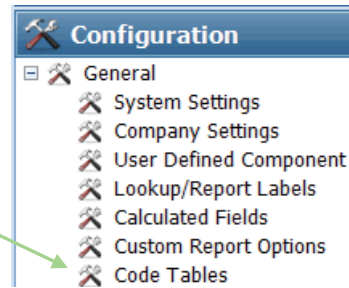 Configuration
General
System Settings
Company Settings
User Defined Component
Lookup/Report Labels
Calculated Fields
Custom Report Options
Code Tables